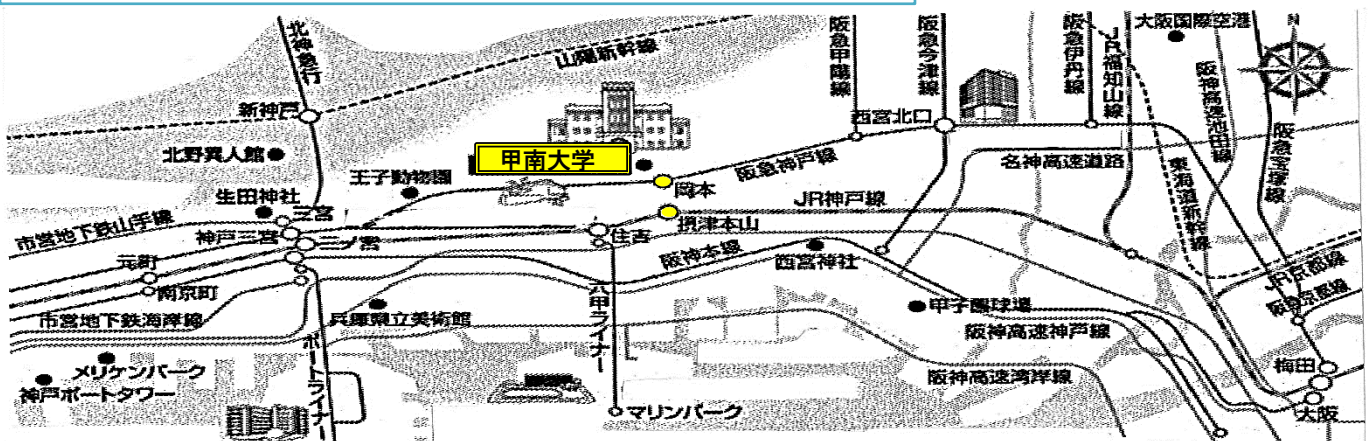 北神急行
山陽新幹線
阪急甲陽線
阪急今津線
阪急伊丹線
JR福知山線
大阪国際空港
N
新神戸
阪神高速池田線
阪急宝塚線
西宮北口
北野異人館
甲南大学
阪急神戸線
名神高速道路
東海道新幹線
王子動物園
岡本
生田神社
三宮
JR神戸線
市営地下鉄山手線
摂津本山
神戸三宮
三ノ宮
住吉
元町
阪神本線
西宮神社
JR京都線
南京町
六甲ライナー
阪急京都線
市営地下鉄海岸線
兵庫県立美術館
甲子園球場
ポートライナー
阪神高速神戸線
メリケンパーク
梅田
神戸ポートタワー
阪神高速湾岸線
マリンパーク
大阪